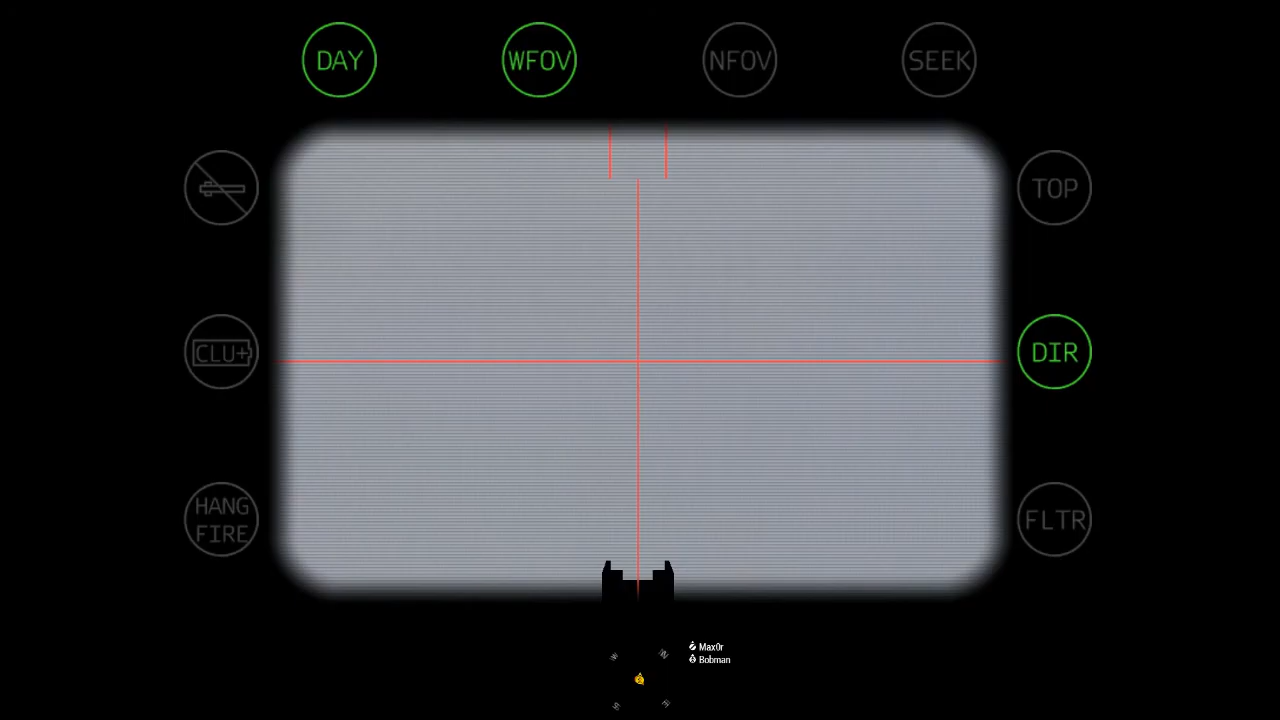 DAY
WFOV
NFOV
SEEK
TOP
CLU+
DIR
HANG
FIRE
FLTR
Max0r
Bobman
W
N
S
E